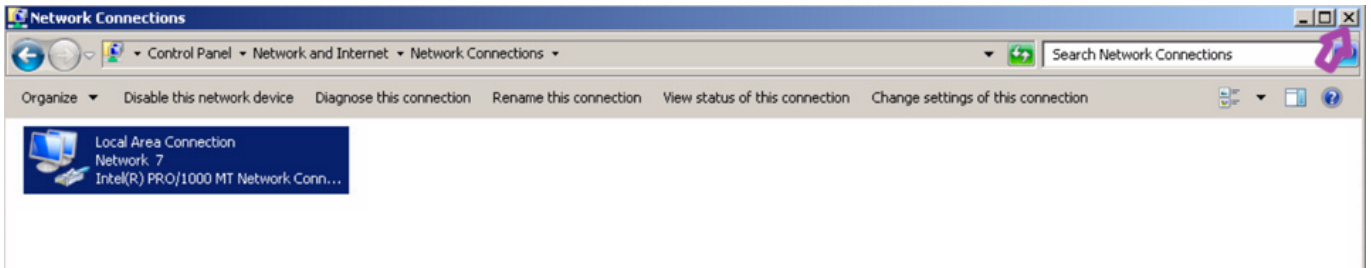 Network Connections
Control Panel Network and Internet Network Connections
Search Network Connections
Organize Disable this network device Diagnose this connection Rename this connection View status of this connection Change settings of this connection
Local Area Connection
Network 7
Intel(R) PRO/1000 MT Network Conn...